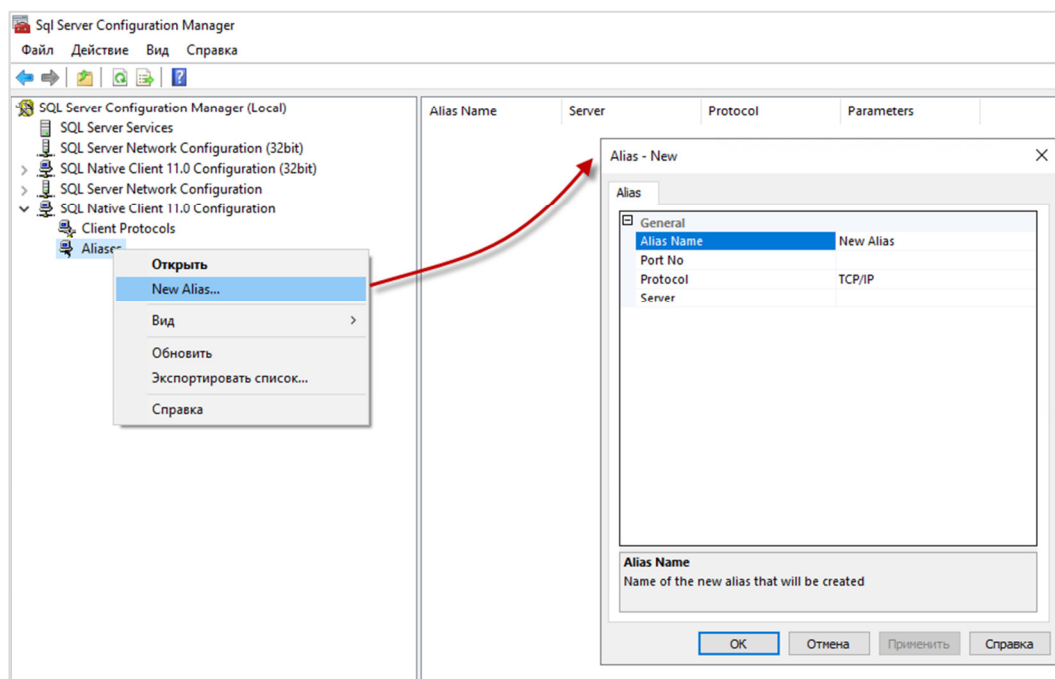 Sql Server Configuration Manager
Файл Действие Вид Справка
SQL Server Configuration Manager (Local)
SQL Server Services
SQL Server Network Configuration (32bit)
SQL Native Client 11.0 Configuration (32bit)
SQL Server Network Configuration
SQL Native Client 11.0 Configuration
Client Protocols
Aliases
Открыть
New Alias...
Вид
Обновить
Экспортировать список...
Справка
Alias Name Server Protocol Parameters
Alias - New
Alias
General
Alias Name New Alias
Port No
Protocol TCP/IP
Server
Alias Name
Name of the new alias that will be created
OK Отмена Применить Справка